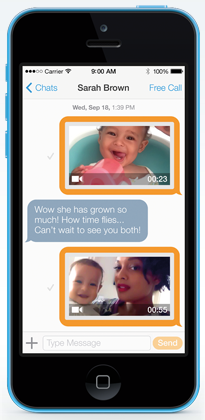 Carrier 9:00 AM 100%
Chats Sarah Brown Free Call
Wed, Sep 16, 1:39 PM
00:23
Wow she has grown so
much! How time flies...
Can't wait to see you both!
00:55
Type Message Send